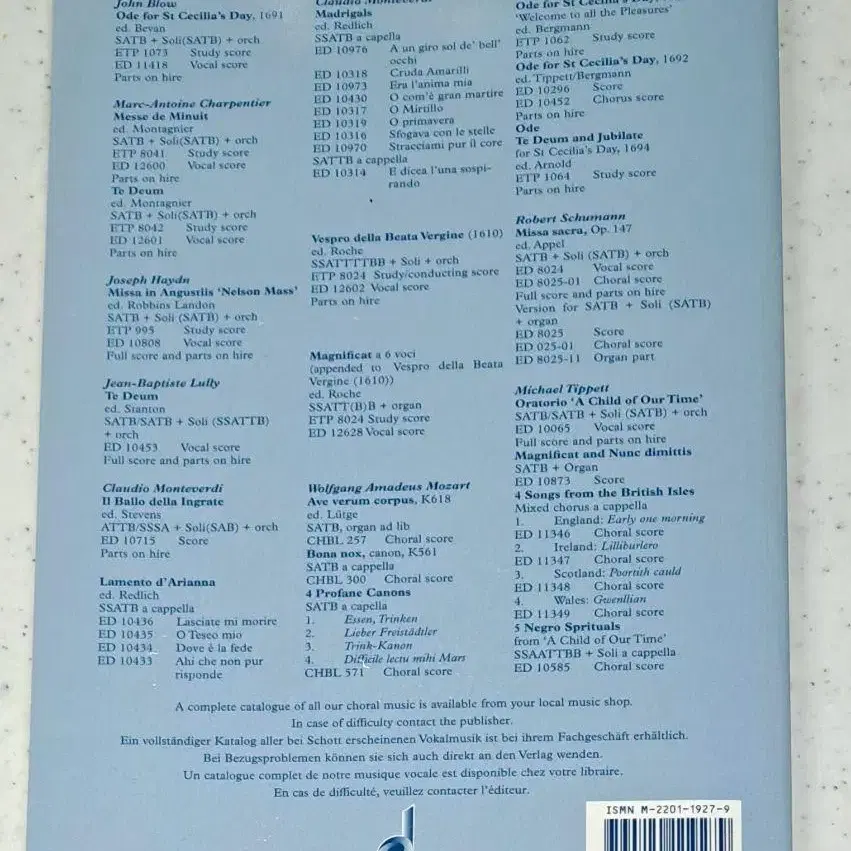 John Blow
Ode for St Cecilia's Day, 1691
ed. Bevan
SATB + Soli(SATB) + orch
ETP 1073 Study score
ED 11418 Vocal score
Parts on hire
Marc-Antoine Charpentier
Messe de Minuit
ed. Montagnier
SATB + Soli(SATB) + orch
ETP 8041 Study score
ED 12600 Vocal score
Parts on hire
Te Deum
ed. Montagnier
SATB + Soli(SATB) + orch
ETP 8042 Study score
ED 12601 Vocal score
Parts on hire
Joseph Haydn
Missa in Angustiis 'Nelson Mass'
ed. Robbins Landon
SATB + Soli (SATB) + orch
ETP 995 Study score
ED 10808 Vocal score
Full score and parts on hire
Jean-Baptiste Lully
Te Deum
ed. Stanton
SATB/SATB + Soli (SSATTB)
+ orch
ED 10453 Vocal score
Full score and parts on hire
Claudio Monteverdi
Il Ballo della Ingrate
ed. Stevens
ATTB/SSSA + Soli(SAB) + orch
ED 10715 Score
Parts on hire
Lamento d'Arianna
ed. Redlich
SSATB a cappella
ED 10436 Lasciate mi morire
ED 10435 O Teseo mio
ED 10434 Dove è la fede
ED 10433 Ahi che non pur
risponde
Claudio Monteverdi
Madrigals
ed. Redlich
SSATB a capella
ED 10976 A un giro sol de' bell'
occhi
ED 10318 Cruda Amarilli
ED 10973 Era l'anima mia
ED 10430 O com'è gran martire
ED 10317 O Mirtillo
ED 10319 O primavera
ED 10316 Sfogava con le stelle
ED 10970 Stracciami pur il core
SATTB a capella
ED 10314 E dicea l'una sospi-
rando
Vespro della Beata Vergine (1610)
ed. Roche
SSATTTTBB + Soli + orch
ETP 8024 Study/conducting score
ED 12602 Vocal score
Parts on hire
Magnificat a 6 voci
(appended to Vespro della Beata
Vergine (1610))
ed. Roche
SSATT(B)B + organ
ETP 8024 Study score
ED 12628 Vocal score
Wolfgang Amadeus Mozart
Ave verum corpus, K618
ed. Lütge
SATB, organ ad lib
CHBL 257 Choral score
Bona nox, canon, K561
SATB a cappella
CHBL 300 Choral score
4 Profane Canons
SATB a capella
1. Essen, Trinken
2. Lieber Freistädtler
3. Trink-Kanon
4. Difficile lectu mihi Mars
CHBL 571 Choral score
Ode for St Cecilia's Day,
'Welcome to all the Pleasures'
ed. Bergmann
ETP 1062 Study score
Parts on hire
Ode for St Cecilia's Day, 1692
ed. Tippett/Bergmann
ED 10296 Score
ED 10452 Chorus score
Parts on hire
Ode
Te Deum and Jubilate
for St Cecilia's Day, 1694
ed. Arnold
ETP 1064 Study score
Parts on hire
Robert Schumann
Missa sacra, Op. 147
ed. Appel
SATB + Soli (SATB) + orch
ED 8024 Vocal score
ED 8025-01 Choral score
Full score and parts on hire
Version for SATB + Soli (SATB)
+ organ
ED 8025 Score
ED 025-01 Choral score
ED 8025-11 Organ part
Michael Tippett
Oratorio 'A Child of Our Time'
SATB/SATB + Soli (SATB) + orch
ED 10065 Vocal score
Full score and parts on hire
Magnificat and Nunc dimittis
SATB + Organ
ED 10873 Score
4 Songs from the British Isles
Mixed chorus a cappella
1. England: Early one morning
ED 11346 Choral score
2. Ireland: Lilliburlero
ED 11347 Choral score
3. Scotland: Poortith cauld
ED 11348 Choral score
4. Wales: Gwenllian
ED 11349 Choral score
5 Negro Sprituals
from 'A Child of Our Time'
SSAATTBB + Soli a cappella
ED 10585 Choral score
A complete catalogue of all our choral music is available from your local music shop.
In case of difficulty contact the publisher.
Ein vollständiger Katalog aller bei Schott erscheinenen Vokalmusik ist bei ihrem Fachgeschäft erhältlich.
Bei Bezugsproblemen können sie sich auch direkt an den Verlag wenden.
Un catalogue complet de notre musique vocale est disponible chez votre libraire.
En cas de difficulté, veuillez contacter l'éditeur.
ISMN M-2201-1927-9